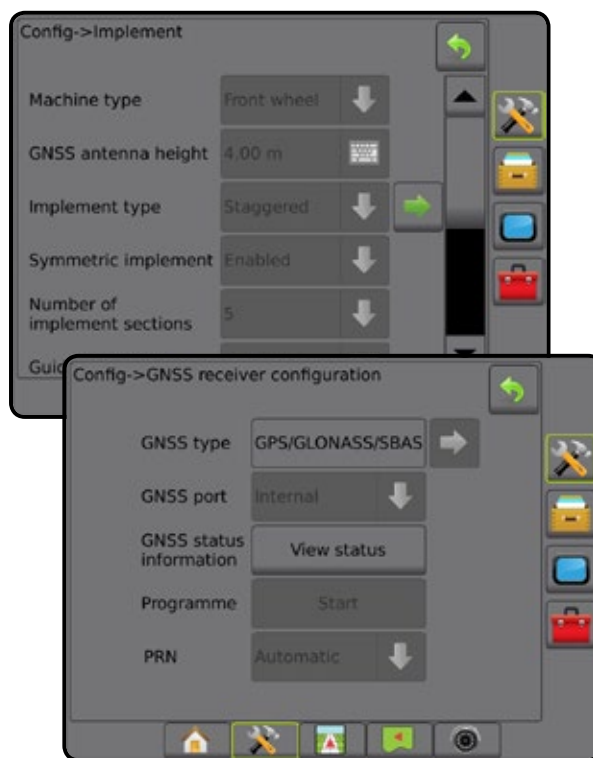 Config->Implement
Machine type Front wheel
GNSS antenna height 4.00 m
Implement type Staggered
Symmetric implement Enabled
Number of
implement sections 5
Guid
Config->GNSS receiver configuration
GNSS type GPS/GLONASS/SBAS
GNSS port Internal
GNSS status
information View status
Programme Start
PRN Automatic